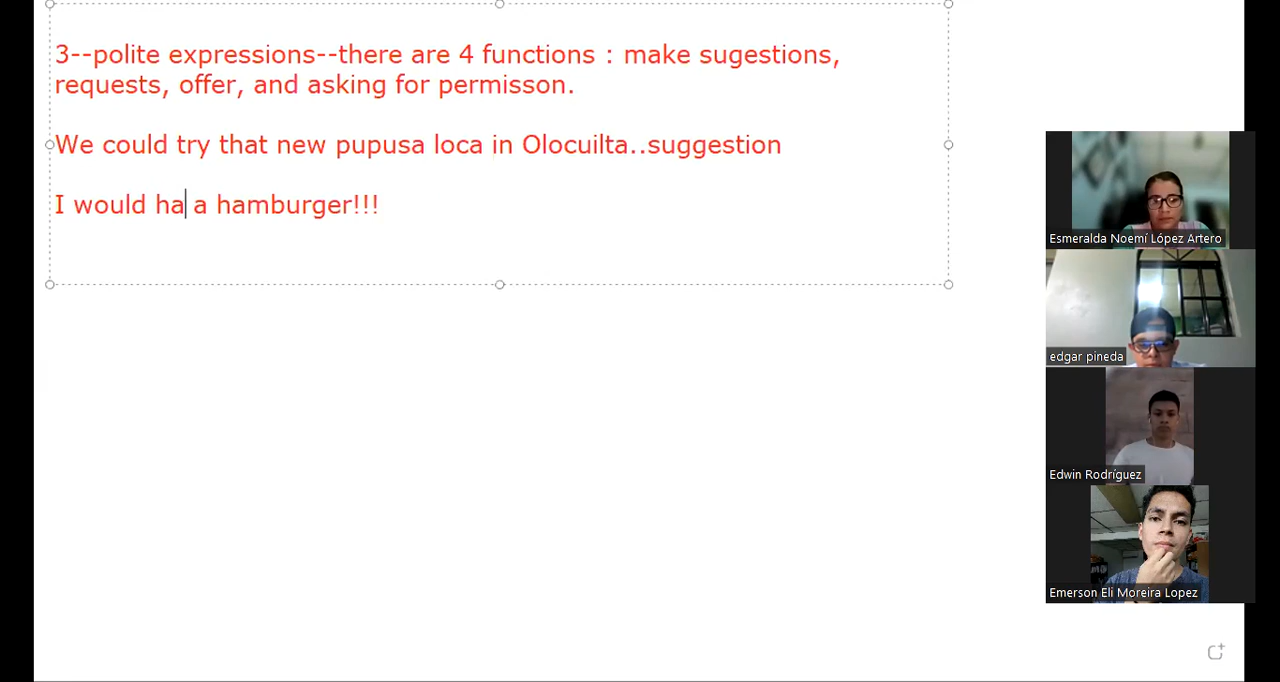 3--polite expressions--there are 4 functions : make sugestions,
requests, offer, and asking for permisson.
We could try that new pupusa loca in Olocuilta..suggestion
I would ha a hamburger!!!
Esmeralda Noemí López Artero
edgar pineda
Edwin Rodríguez
Emerson Eli Moreira Lopez